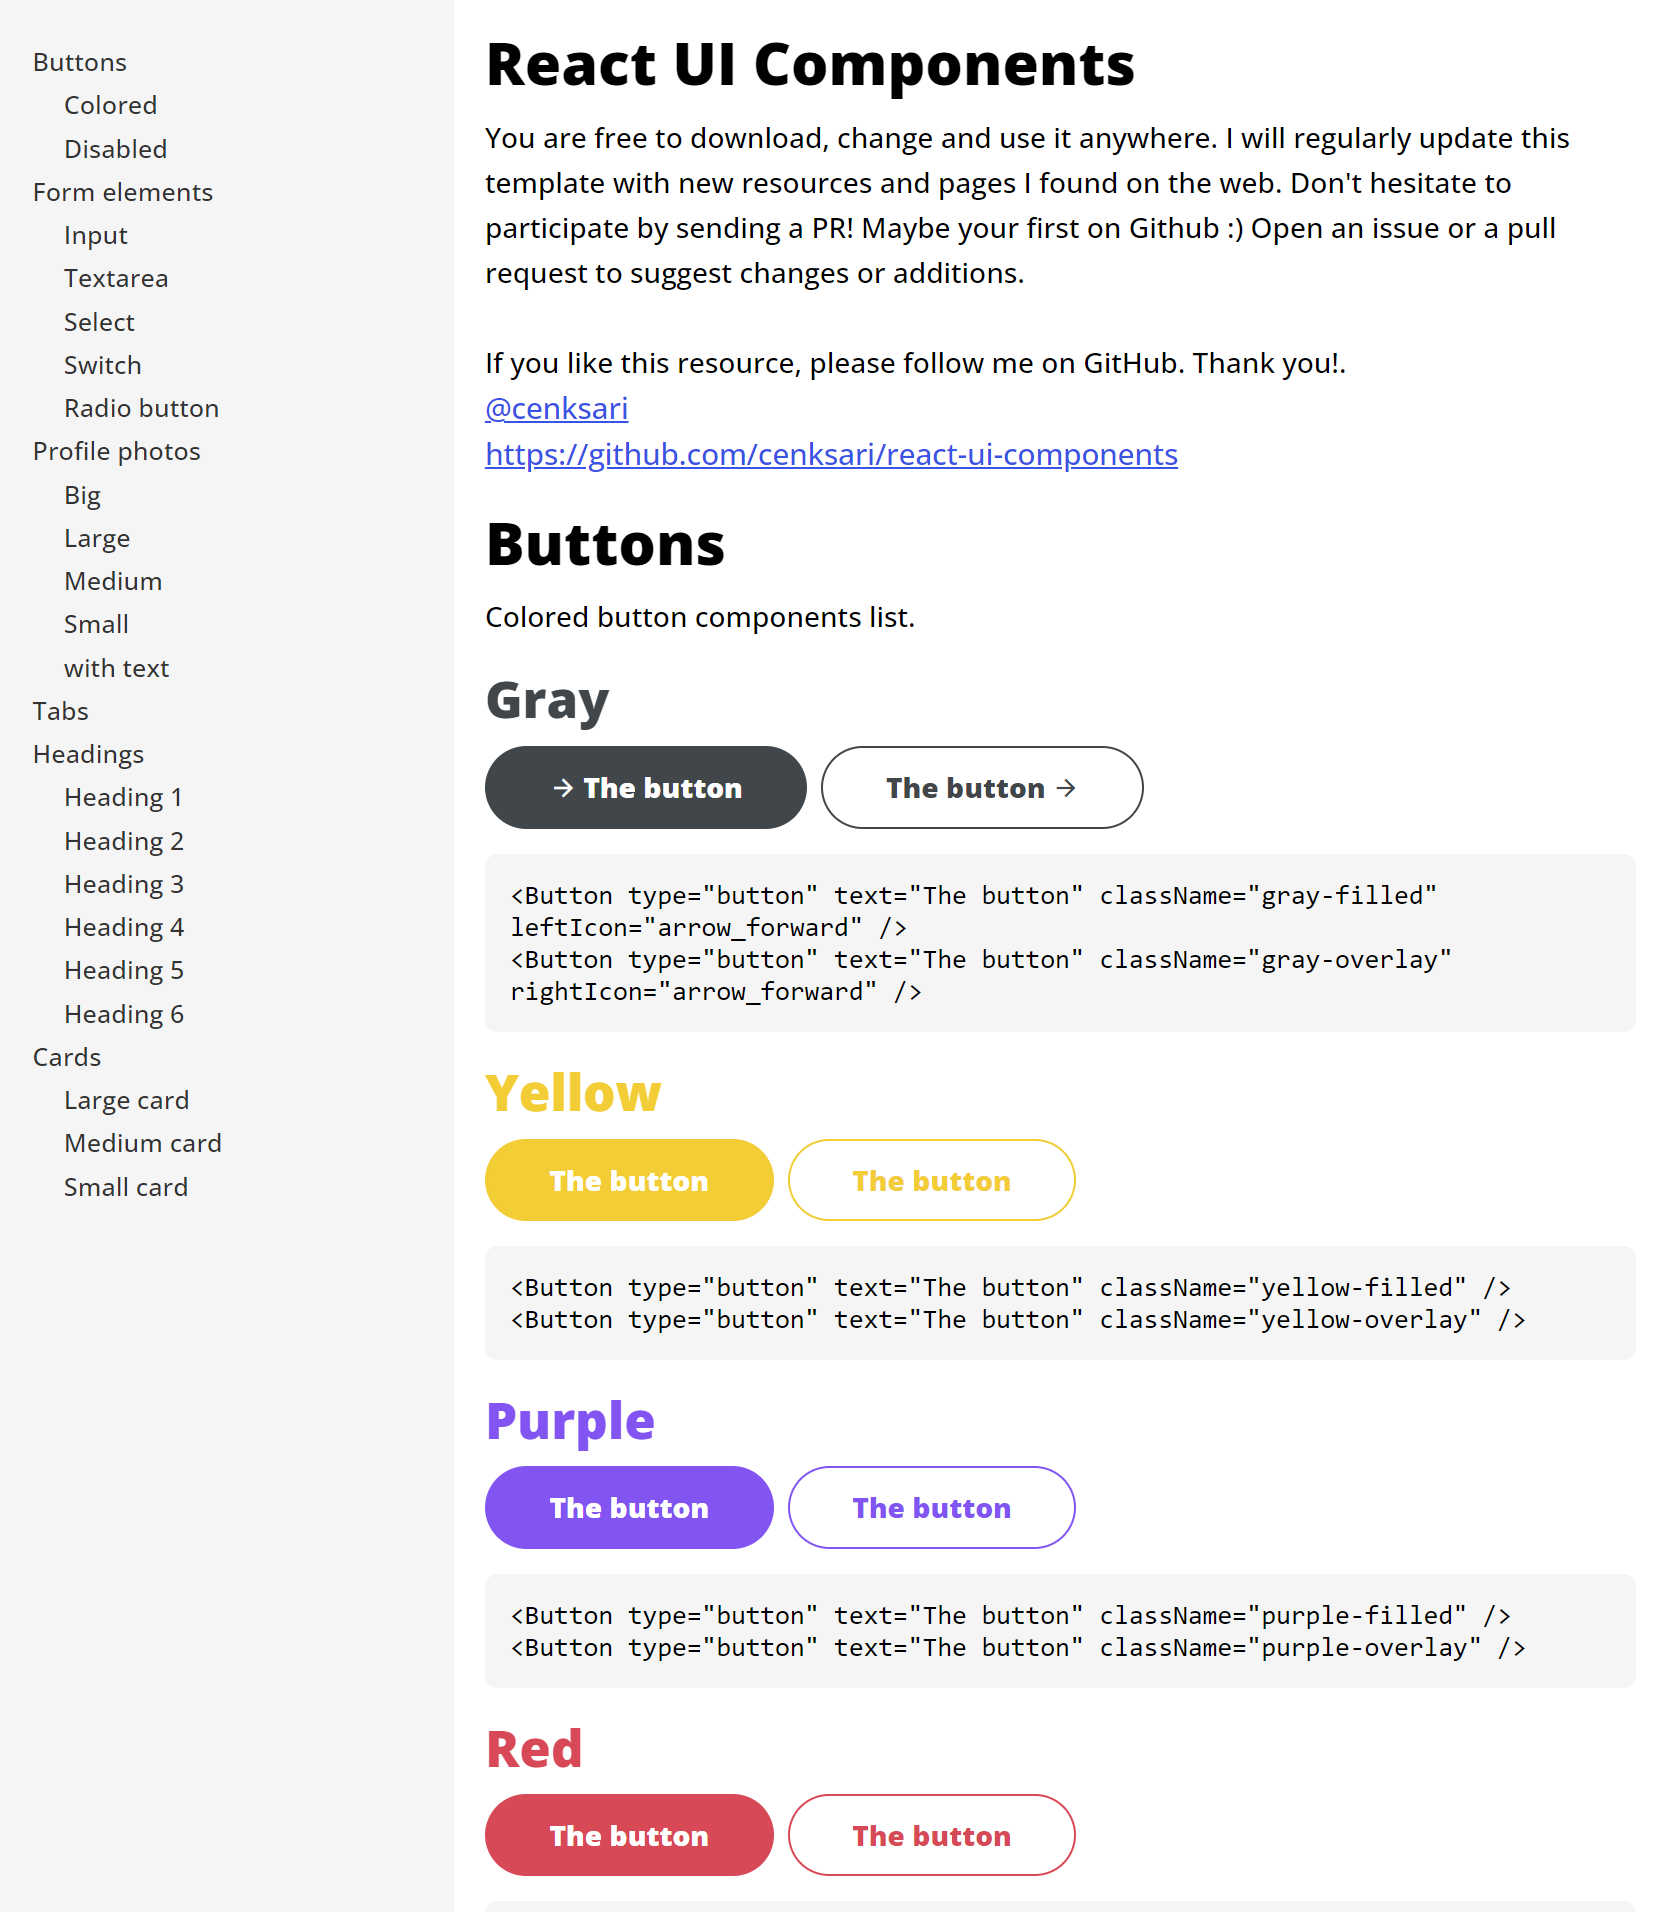 Buttons
Colored
Disabled
Form elements
Input
Textarea
Select
Switch
Radio button
Profile photos
Big
Large
Medium
Small
with text
Tabs
Headings
Heading 1
Heading 2
Heading 3
Heading 4
Heading 5
Heading 6
Cards
Large card
Medium card
Small card
React UI Components
You are free to download, change and use it anywhere. I will regularly update this
template with new resources and pages I found on the web. Don't hesitate to
participate by sending a PR! Maybe your first on Github :) Open an issue or a pull
request to suggest changes or additions.
If you like this resource, please follow me on GitHub. Thank you!.
@cenksari
https://github.com/cenksari/react-ui-components
Buttons
Colored button components list.
Gray
→ The button
The button →
<Button type="button" text="The button" className="gray-filled"
leftIcon="arrow_forward" />
<Button type="button" text="The button" className="gray-overlay"
rightIcon="arrow_forward" />
Yellow
The button
The button
<Button type="button" text="The button" className="yellow-filled" />
<Button type="button" text="The button" className="yellow-overlay" />
Purple
The button
The button
<Button type="button" text="The button" className="purple-filled" />
<Button type="button" text="The button" className="purple-overlay" />
Red
The button
The button